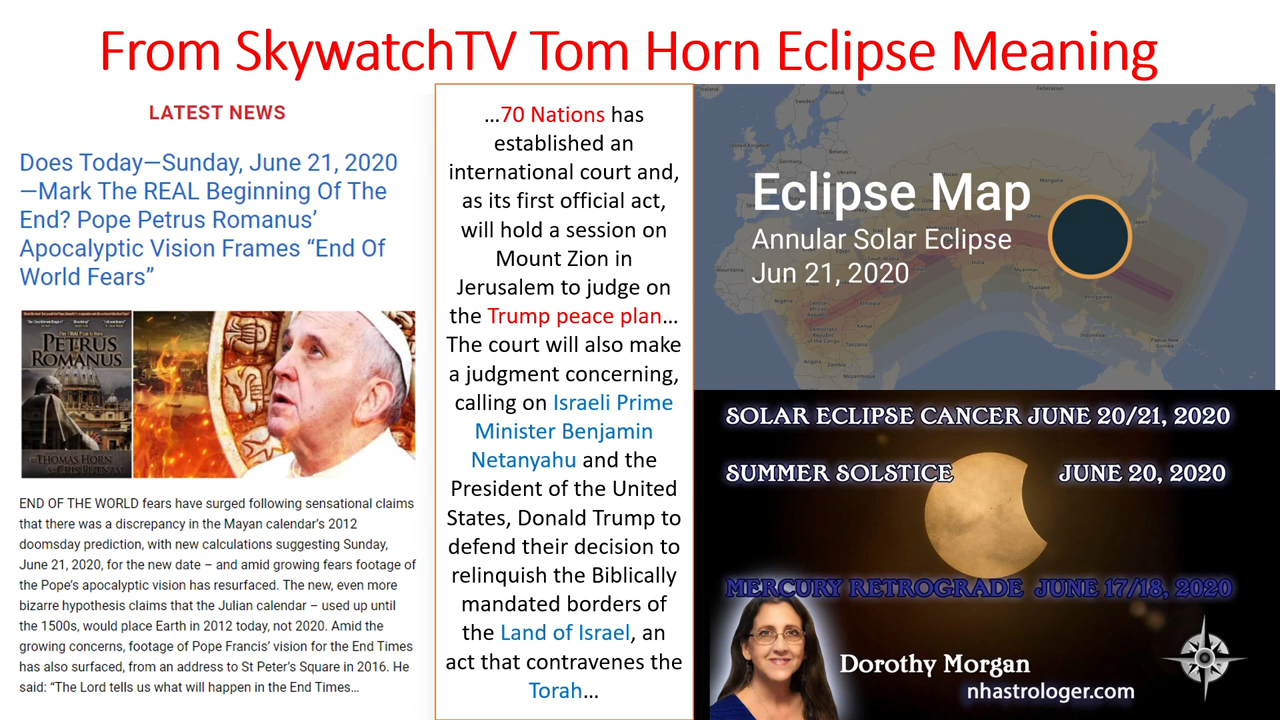 From SkywatchTV Tom Horn Eclipse Meaning
LATEST NEWS
Does Today—Sunday, June 21, 2020
—Mark The REAL Beginning Of The
End? Pope Petrus Romanus’
Apocalyptic Vision Frames “End Of
World Fears”
PETRUS
ROMANUS
THOMAS HORN
END OF THE WORLD fears have surged following sensational claims
that there was a discrepancy in the Mayan calendar’s 2012
doomsday prediction, with new calculations suggesting Sunday,
June 21, 2020, for the new date – and amid growing fears footage of
the Pope’s apocalyptic vision has resurfaced. The new, even more
bizarre hypothesis claims that the Julian calendar – used up until
the 1500s, would place Earth in 2012 today, not 2020. Amid the
growing concerns, footage of Pope Francis’ vision for the End Times
has also surfaced, from an address to St Peter’s Square in 2016. He
said: “The Lord tells us what will happen in the End Times…
…70 Nations has
established an
international court and,
as its first official act,
will hold a session on
Mount Zion in
Jerusalem to judge on
the Trump peace plan…
The court will also make
a judgment concerning,
calling on Israeli Prime
Minister Benjamin
Netanyahu and the
President of the United
States, Donald Trump to
defend their decision to
relinquish the Biblically
mandated borders of
the Land of Israel, an
act that contravenes the
Torah…
Eclipse Map
Annular Solar Eclipse
Jun 21, 2020
SOLAR ECLIPSE CANCER JUNE 20/21, 2020
SUMMER SOLSTICE JUNE 20, 2020
MERCURY RETROGRADE JUNE 17/18, 2020
Dorothy Morgan
nhastrologer.com